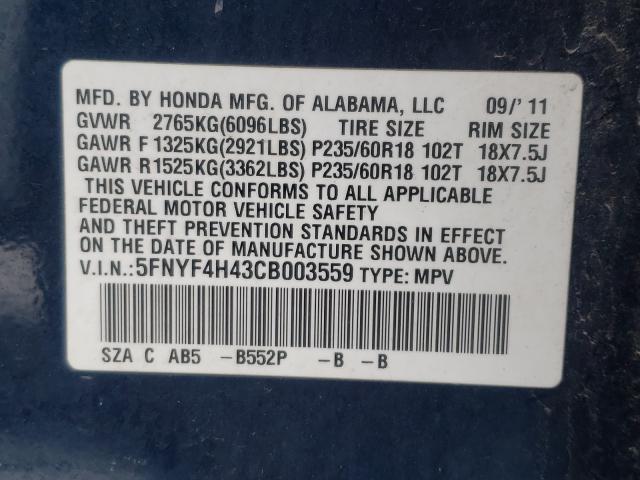 MFD. BY HONDA MFG. OF ALABAMA, LLC 09/'11
GVWR 2765KG(6096LBS) TIRE SIZE RIM SIZE
GAWR F 1325KG(2921LBS) P235/60R18 102T 18X7.5J
GAWR R 1525KG(3362LBS) P235/60R18 102T 18X7.5J
THIS VEHICLE CONFORMS TO ALL APPLICABLE
FEDERAL MOTOR VEHICLE SAFETY
AND THEFT PREVENTION STANDARDS IN EFFECT
ON THE DATE OF MANUFACTURE SHOWN ABOVE.
V.I.N.:5FNYF4H43CB003559 TYPE: MPV
SZA C AB5 -B552P -B -B